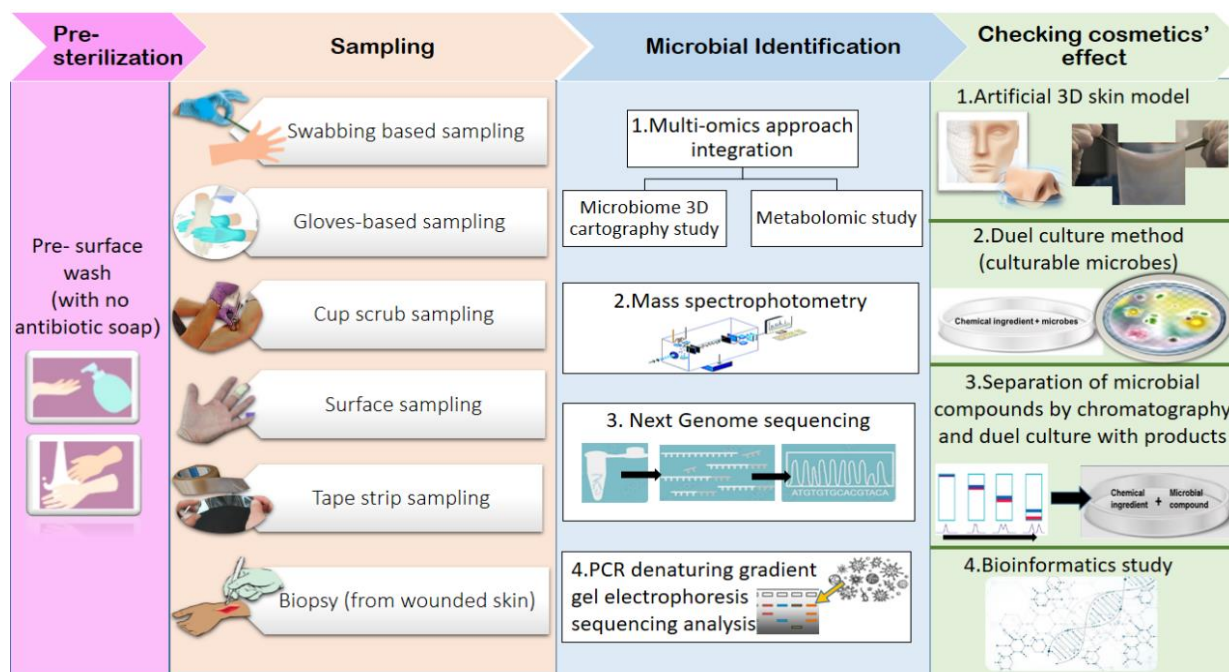 Pre-
sterilization
Sampling
Microbial Identification
Checking cosmetics'
effect
Pre- surface
wash
(with no
antibiotic soap)
Swabbing based sampling
Gloves-based sampling
Cup scrub sampling
Surface sampling
Tape strip sampling
Biopsy (from wounded skin)
1.Multi-omics approach
integration
Microbiome 3D
cartography study
Metabolomic study
2.Mass spectrophotometry
3. Next Genome sequencing
ATGTGTGCACGTACA
4.PCR denaturing gradient
gel electrophoresis
sequencing analysis
1.Artificial 3D skin model
2.Duel culture method
(culturable microbes)
Chemical ingredient + microbes
3.Separation of microbial
compounds by chromatography
and duel culture with products
Chemical
ingredient
+
Microbial
compound
4.Bioinformatics study